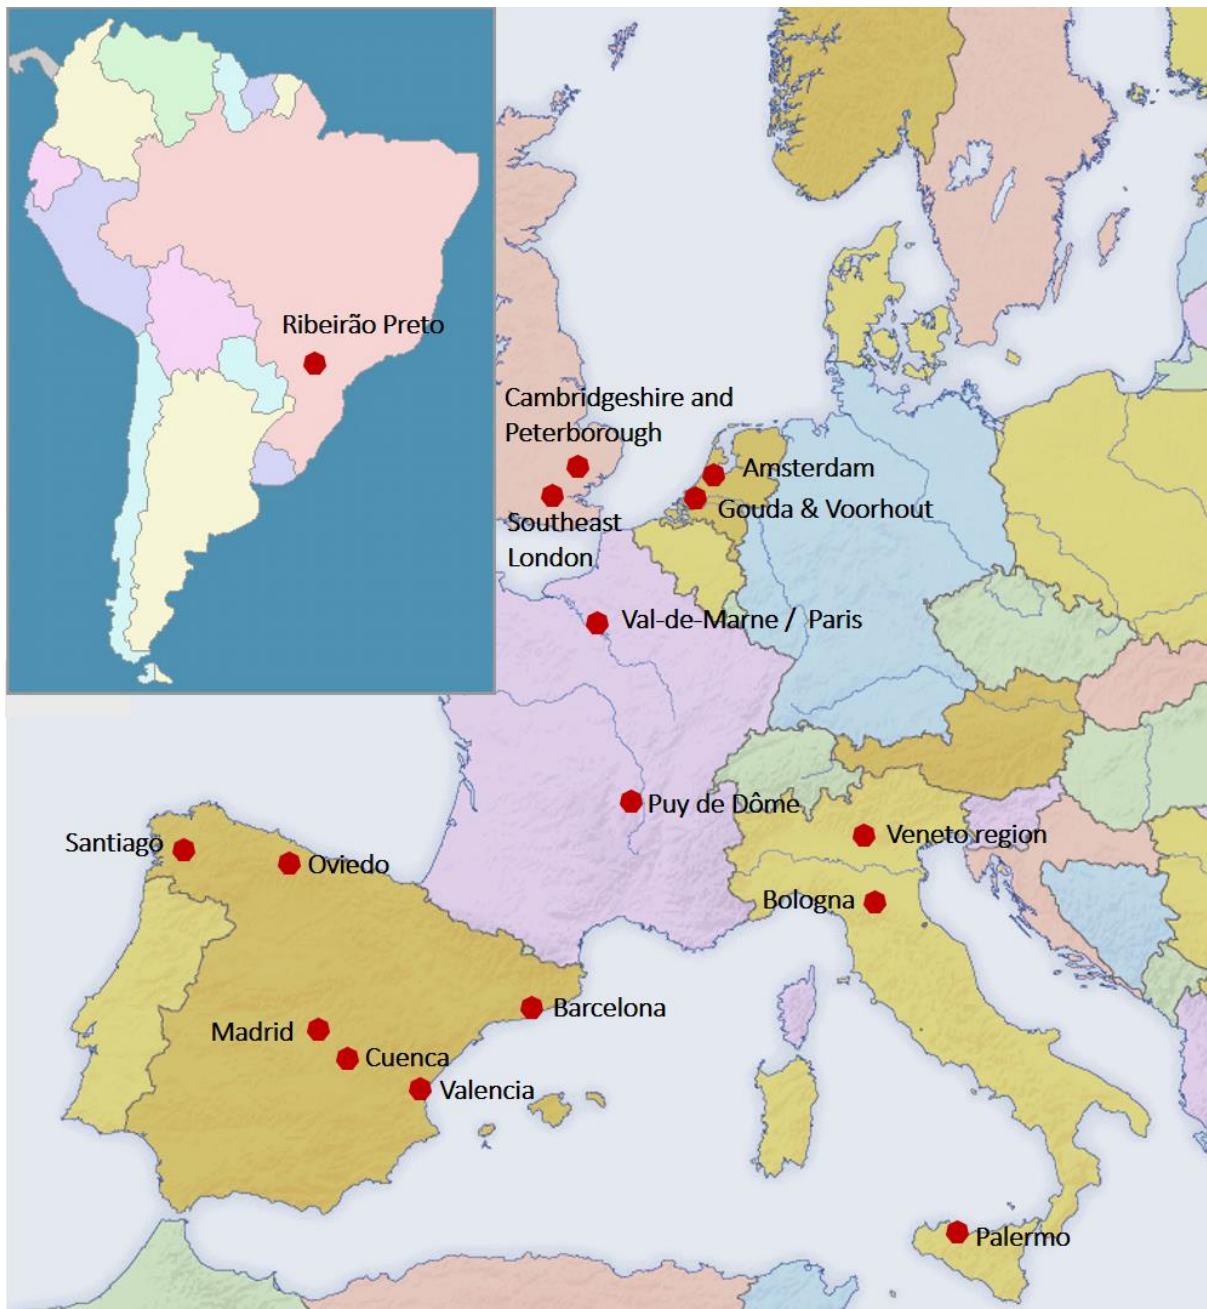 Ribeirão Preto
Cambridgeshire and
Peterborough
Amsterdam
Gouda & Voorhout
Southeast
London
Val-de-Marne / Paris
Puy de Dôme
Veneto region
Santiago
Oviedo
Bologna
Barcelona
Madrid
Cuenca
Valencia
Palermo